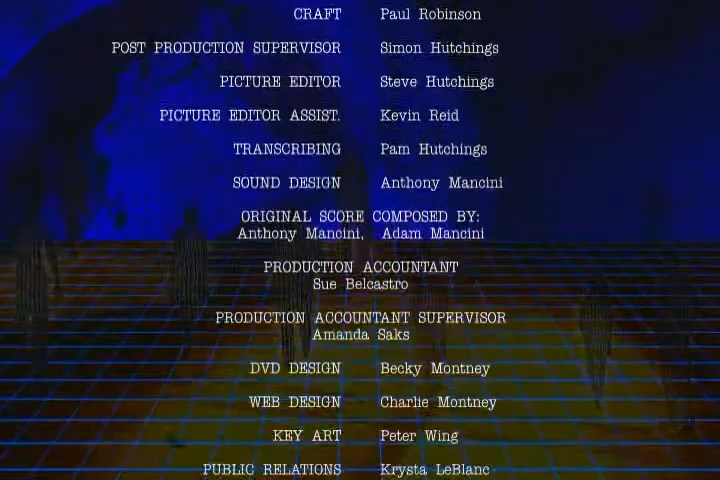 CRAFT Paul Robinson
POST PRODUCTION SUPERVISOR Simon Hutchings
PICTURE EDITOR Steve Hutchings
PICTURE EDITOR ASSIST. Kevin Reid
TRANSCRIBING Pam Hutchings
SOUND DESIGN Anthony Mancini
ORIGINAL SCORE COMPOSED BY:
Anthony Mancini, Adam Mancini
PRODUCTION ACCOUNTANT
Sue Belcastro
PRODUCTION ACCOUNTANT SUPERVISOR
Amanda Saks
DVD DESIGN Becky Montney
WEB DESIGN Charlie Montney
KEY ART Peter Wing
PUBLIC RELATIONS Krysta LeBlanc